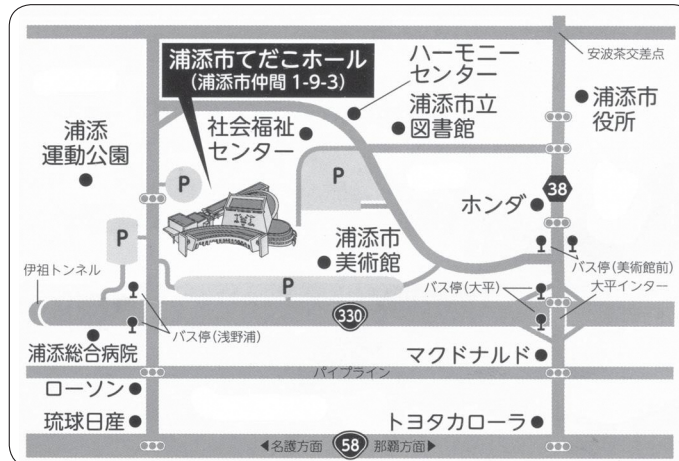 安波茶交差点
浦添市てだこホール
(浦添市仲間 1-9-3)
ハーモニー
センター
浦添市
役所
浦添市立
図書館
社会福祉
センター
浦添
運動公園
P
P
38
ホンダ
P
浦添市
美術館
バス停(美術館前)
伊祖トンネル
P
バス停(大平)
大平インター
330
バス停(浅野浦)
浦添総合病院
マクドナルド
パイプライン
ローソン
琉球日産
トヨタカローラ
◀名護方面
58
那覇方面▶